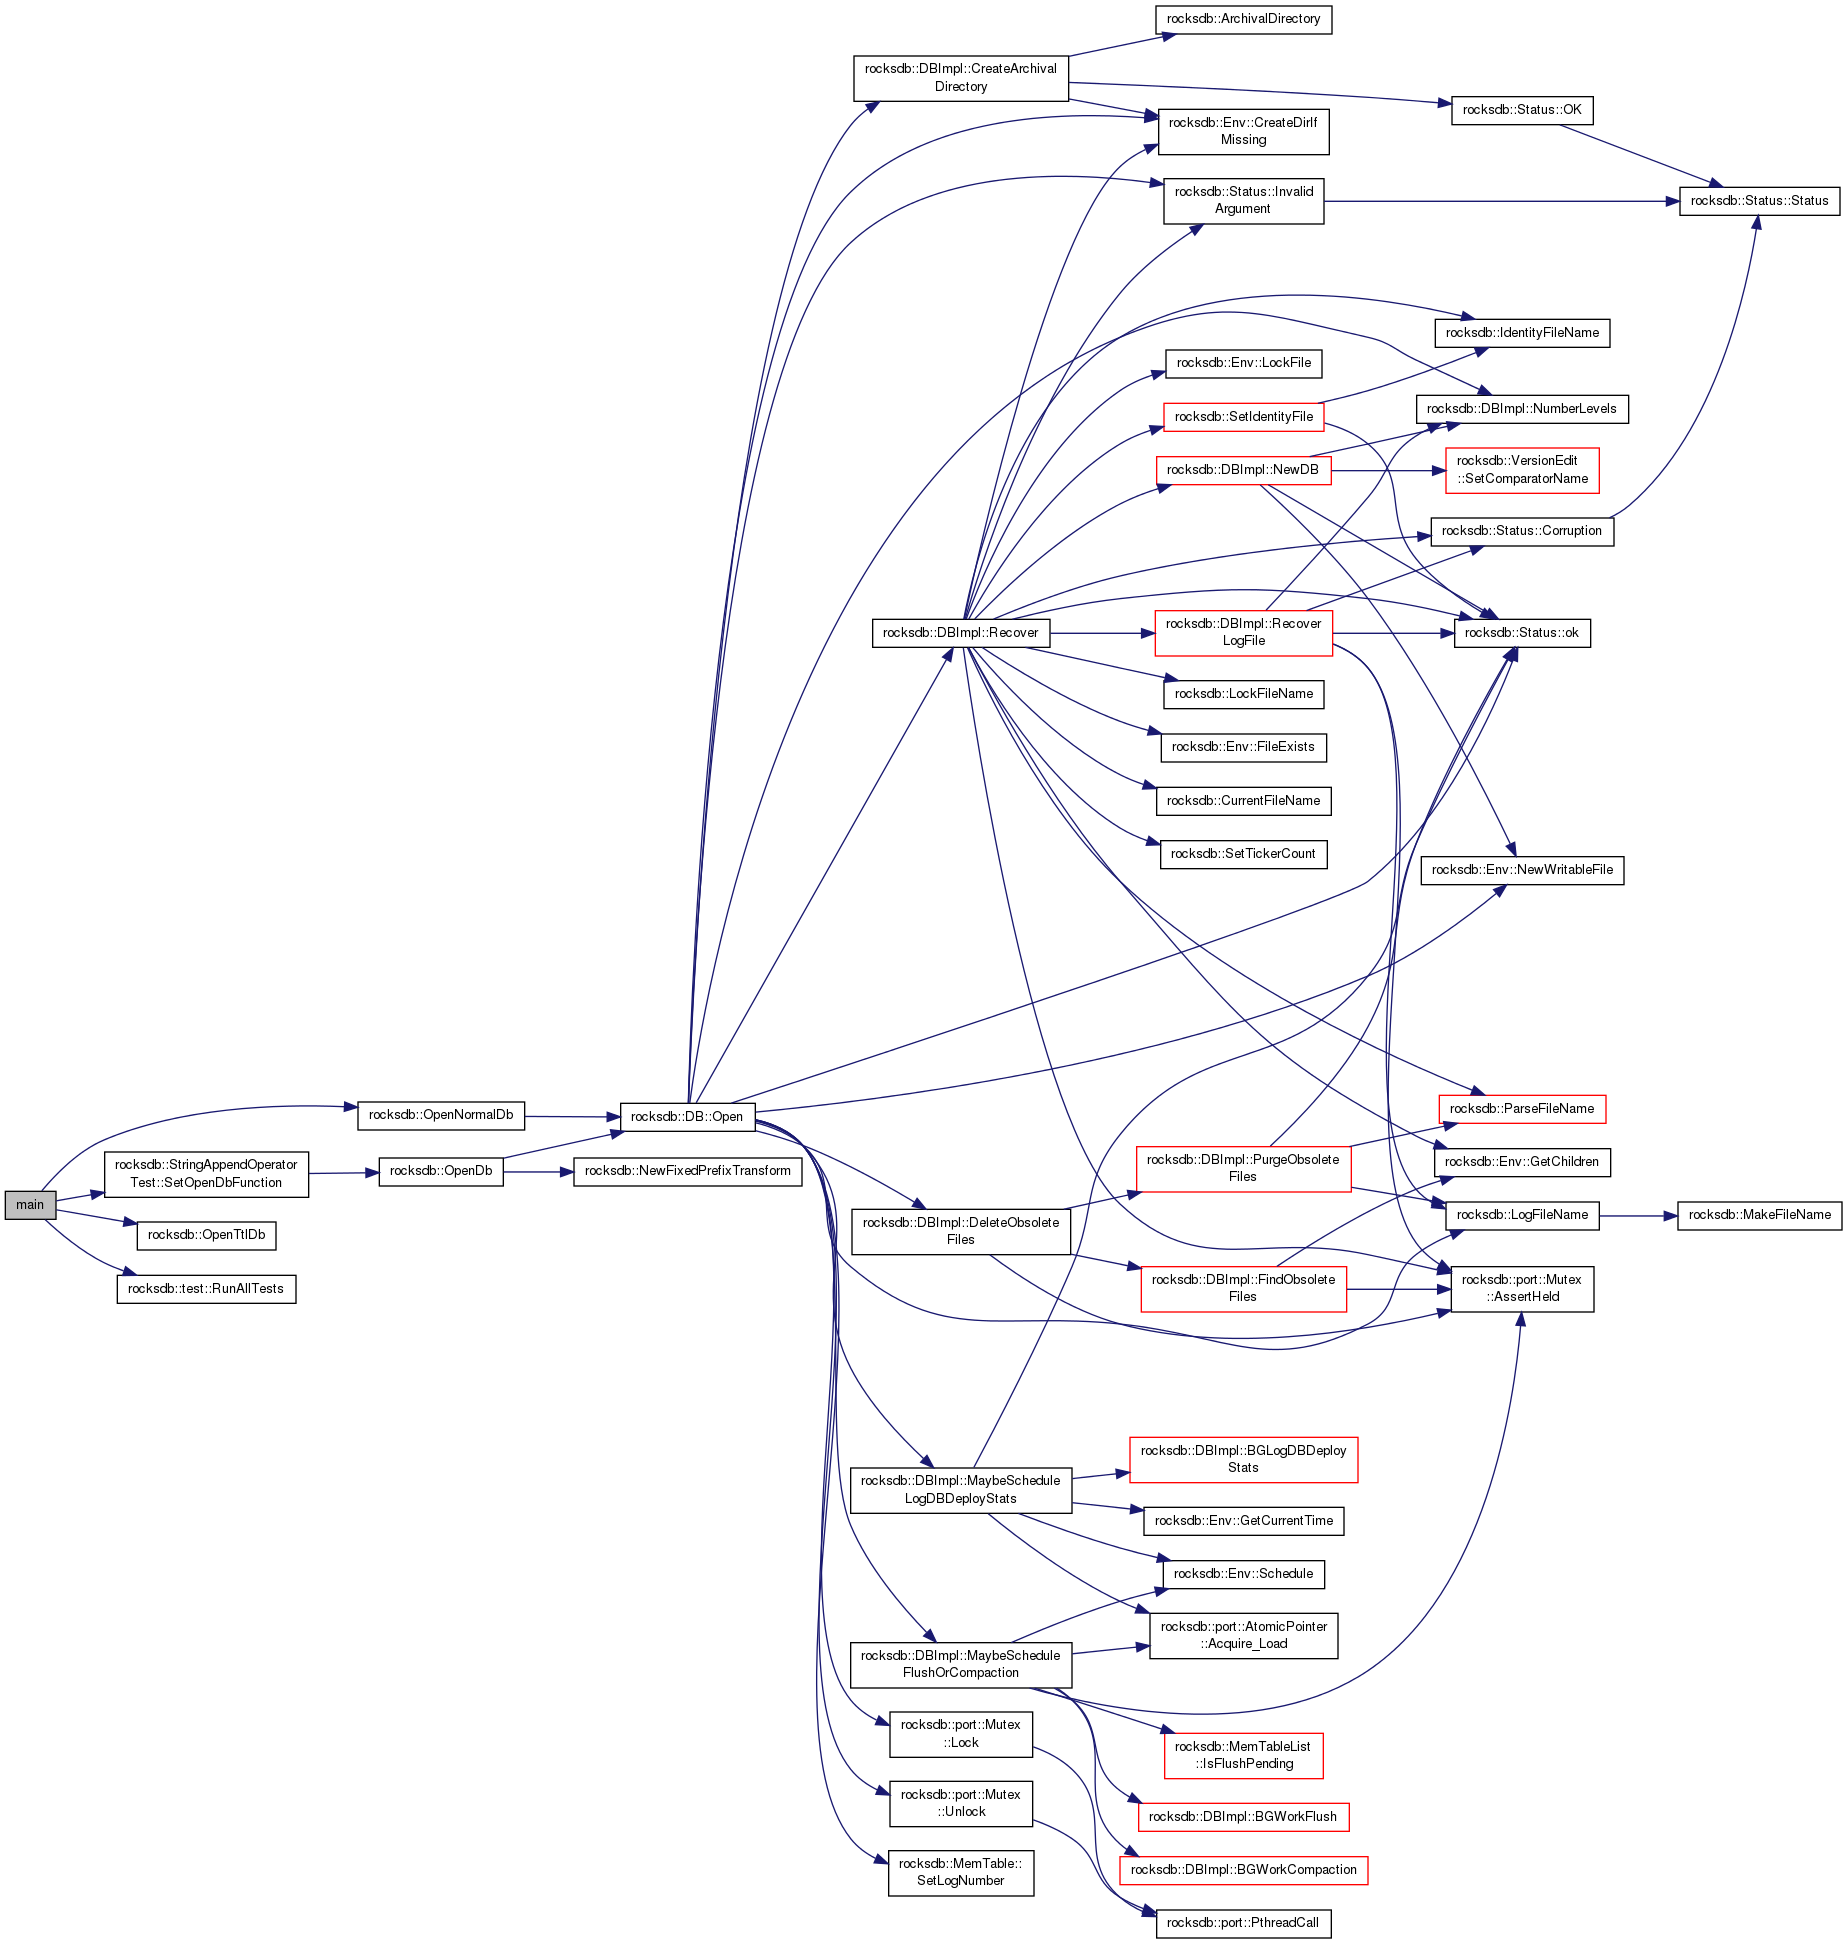 rocksdb::ArchivalDirectory
rocksdb::DBImpl::CreateArchival
Directory
rocksdb::Status::OK
rocksdb::Env::CreateDirIf
Missing
rocksdb::Status::Invalid
Argument
rocksdb::Status::Status
rocksdb::IdentityFileName
rocksdb::Env::LockFile
rocksdb::SetIdentityFile
rocksdb::DBImpl::NumberLevels
rocksdb::DBImpl::NewDB
rocksdb::VersionEdit
::SetComparatorName
rocksdb::Status::Corruption
rocksdb::DBImpl::Recover
rocksdb::DBImpl::Recover
LogFile
rocksdb::Status::ok
rocksdb::LockFileName
rocksdb::Env::FileExists
rocksdb::CurrentFileName
rocksdb::SetTickerCount
rocksdb::Env::NewWritableFile
rocksdb::OpenNormalDb
rocksdb::DB::Open
rocksdb::ParseFileName
rocksdb::StringAppendOperator
Test::SetOpenDbFunction
rocksdb::OpenDb
rocksdb::NewFixedPrefixTransform
rocksdb::DBImpl::PurgeObsolete
Files
rocksdb::Env::GetChildren
main
rocksdb::OpenTtlDb
rocksdb::DBImpl::DeleteObsolete
Files
rocksdb::LogFileName
rocksdb::MakeFileName
rocksdb::test::RunAllTests
rocksdb::DBImpl::FindObsolete
Files
rocksdb::port::Mutex
::AssertHeld
rocksdb::DBImpl::BGLogDBDeploy
Stats
rocksdb::DBImpl::MaybeSchedule
LogDBDeployStats
rocksdb::Env::GetCurrentTime
rocksdb::Env::Schedule
rocksdb::port::AtomicPointer
::Acquire_Load
rocksdb::DBImpl::MaybeSchedule
FlushOrCompaction
rocksdb::port::Mutex
::Lock
rocksdb::MemTableList
::IsFlushPending
rocksdb::port::Mutex
::Unlock
rocksdb::DBImpl::BGWorkFlush
rocksdb::DBImpl::BGWorkCompaction
rocksdb::MemTable::
SetLogNumber
rocksdb::port::PthreadCall